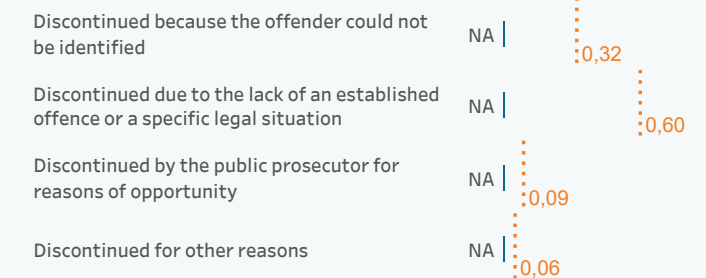 Discontinued because the offender could not
be identified
NA
0,32
Discontinued due to the lack of an established
offence or a specific legal situation
NA
0,60
Discontinued by the public prosecutor for
reasons of opportunity
NA
0,09
Discontinued for other reasons
NA
0,06